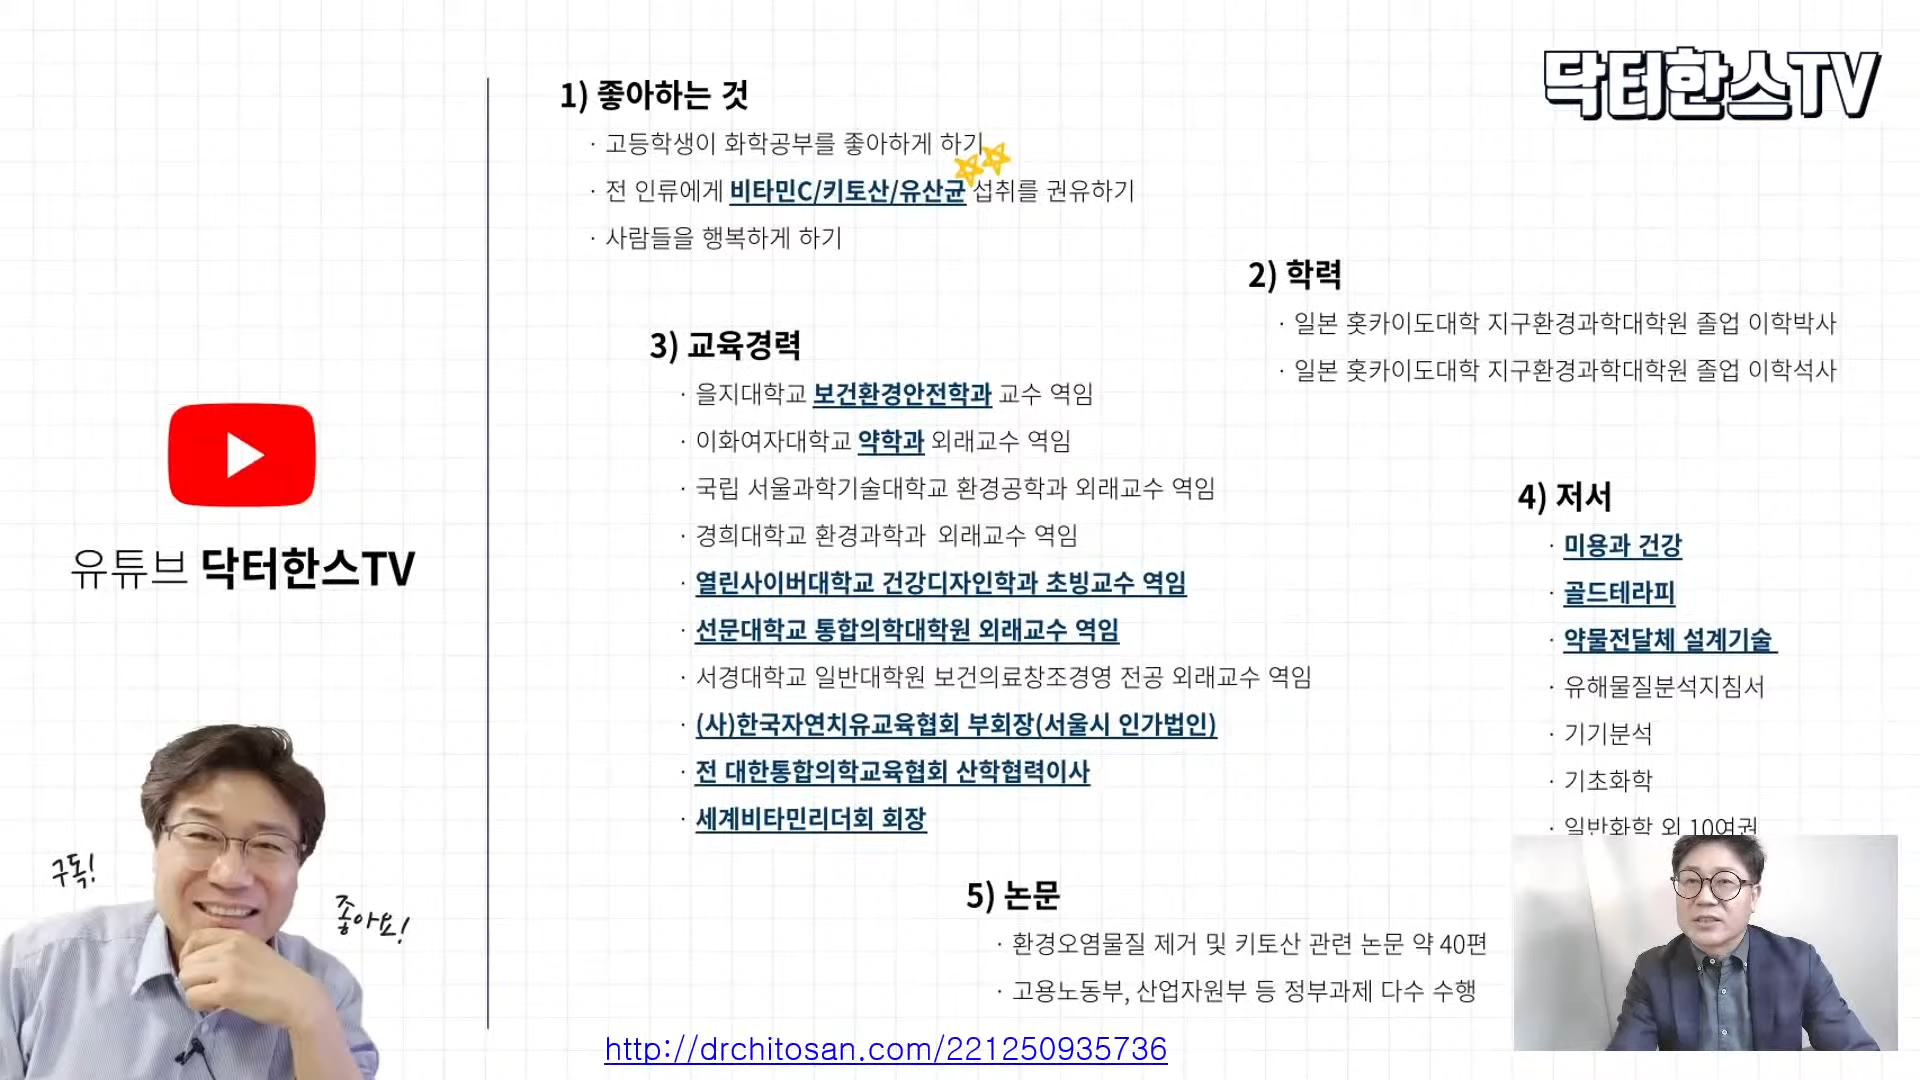 닥터한스TV
1) 좋아하는 것
· 고등학생이 화학공부를 좋아하게 하기
· 전 인류에게 비타민C/키토산/유산균 섭취를 권유하기
· 사람들을 행복하게 하기
2) 학력
· 일본 홋카이도대학 지구환경과학대학원 졸업 이학박사
· 일본 홋카이도대학 지구환경과학대학원 졸업 이학석사
3) 교육경력
· 을지대학교 보건환경안전학과 교수 역임
· 이화여자대학교 약학과 외래교수 역임
· 국립 서울과학기술대학교 환경공학과 외래교수 역임
· 경희대학교 환경과학과 외래교수 역임
· 열린사이버대학교 건강디자인학과 초빙교수 역임
· 선문대학교 통합의학대학원 외래교수 역임
· 서경대학교 일반대학원 보건의료창조경영 전공 외래교수 역임
· (사)한국자연치유교육협회 부회장(서울시 인가법인)
· 전 대한통합의학교육협회 산학협력이사
· 세계비타민리더회 회장
4) 저서
· 미용과 건강
· 골드테라피
· 약물전달체 설계기술
· 유해물질분석지침서
· 기기분석
· 기초화학
· 일반화학 외 10여권
5) 논문
· 환경오염물질 제거 및 키토산 관련 논문 약 40편
· 고용노동부, 산업자원부 등 정부과제 다수 수행
유튜브 닥터한스TV
구독!
좋아요!
http://drchitosan.com/221250935736